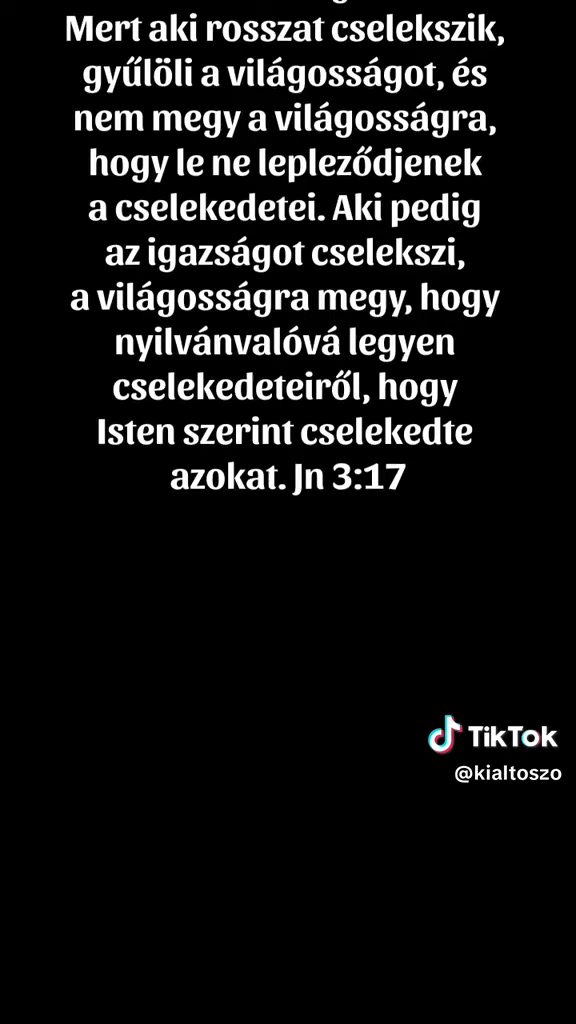 Mert aki rosszat cselekszik,
gyűlöli a világosságot, és
nem megy a világosságra,
hogy le ne lepleződjenek
a cselekedetei. Aki pedig
az igazságot cselekszi,
a világosságra megy, hogy
nyilvánvalóvá legyen
cselekedeteiről, hogy
Isten szerint cselekedte
azokat. Jn 3:17
TikTok
@kialtoszo